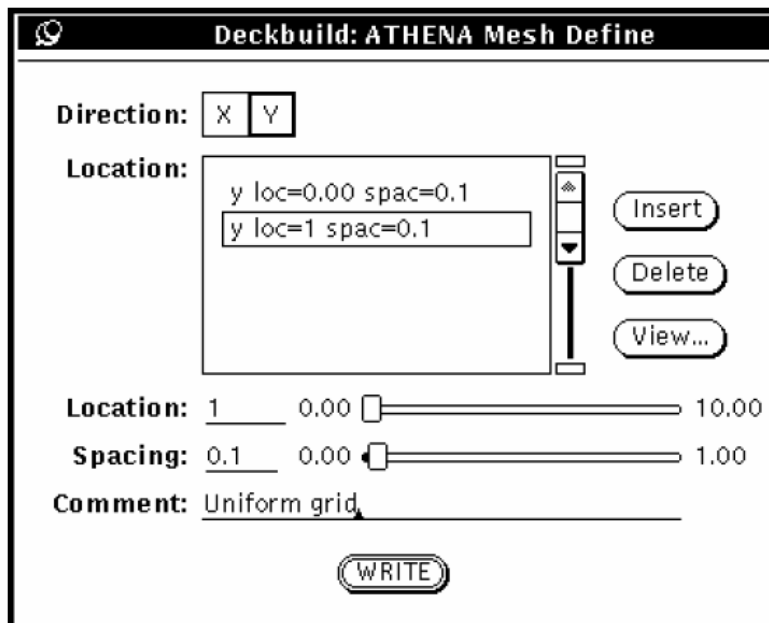 Deckbuild: ATHENA Mesh Define
Direction: X Y
Location:
y loc=0.00 spac=0.1
y loc=1 spac=0.1
Insert
Delete
View...
Location: 1 0.00 10.00
Spacing: 0.1 0.00 1.00
Comment: Uniform grid
WRITE